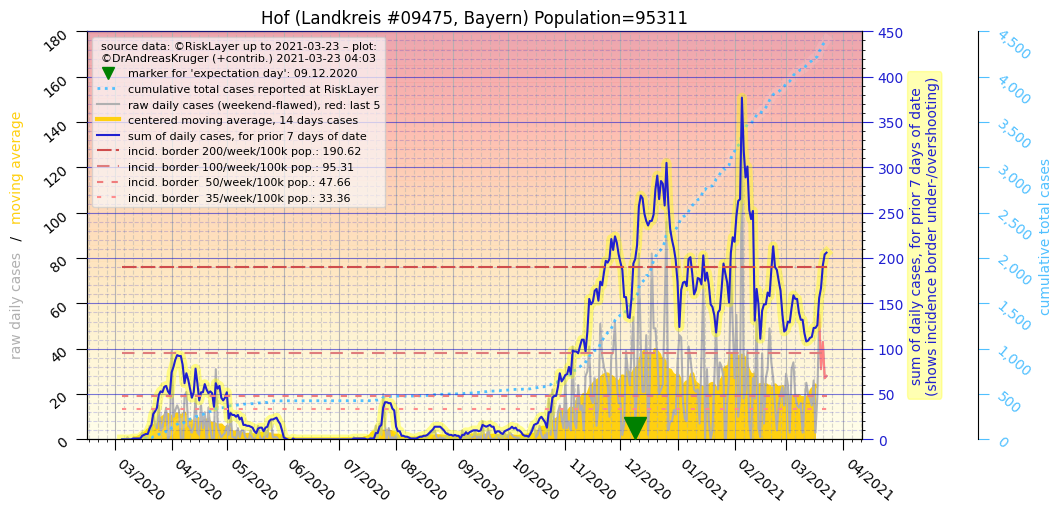 Hof (Landkreis #09475, Bayern) Population=95311
source data: ©RiskLayer up to 2021-03-23 – plot:
©DrAndreasKruger (+contrib.) 2021-03-23 04:03
marker for 'expectation day': 09.12.2020
cumulative total cases reported at RiskLayer
raw daily cases (weekend-flawed), red: last 5
centered moving average, 14 days cases
sum of daily cases, for prior 7 days of date
incid. border 200/week/100k pop.: 190.62
incid. border 100/week/100k pop.: 95.31
incid. border  50/week/100k pop.: 47.66
incid. border  35/week/100k pop.: 33.36
raw daily cases / moving average
180
160
140
120
100
80
60
40
20
0
450
400
350
300
250
200
150
100
50
0
sum of daily cases, for prior 7 days of date
(shows incidence border under-/overshooting)
4,500
4,000
3,500
3,000
2,500
2,000
1,500
1,000
500
0
cumulative total cases
03/2020
04/2020
05/2020
06/2020
07/2020
08/2020
09/2020
10/2020
11/2020
12/2020
01/2021
02/2021
03/2021
04/2021